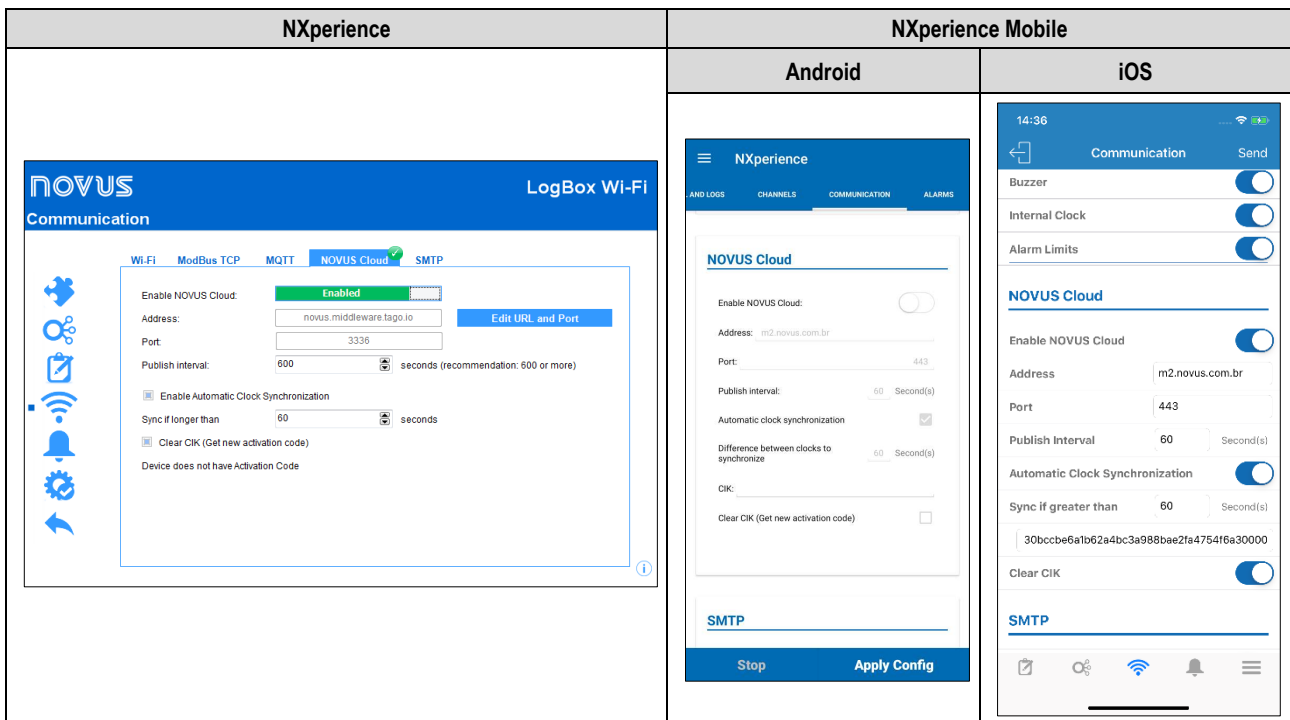 NXperience
NXperience Mobile
Android
iOS
novus
LogBox Wi-Fi
Communication
Wi-Fi ModBus TCP MQTT NOVUS Cloud SMTP
Enable NOVUS Cloud: Enabled
Address: novus.middleware.tago.io Edit URL and Port
Port: 3336
Publish interval: 600 seconds (recommendation: 600 or more)
Enable Automatic Clock Synchronization
Sync if longer than 60 seconds
Clear CIK (Get new activation code)
Device does not have Activation Code
NXperience
. AND LOGS CHANNELS COMMUNICATION ALARMS
NOVUS Cloud
Enable NOVUS Cloud:
Address: m2.novus.com.br
Port: 443
Publish interval: 60 Second(s)
Automatic clock synchronization
Difference between clocks to
synchronize 60 Second(s)
CIK:
Clear CIK (Get new activation code)
SMTP
Stop Apply Config
14:36
Communication Send
Buzzer
Internal Clock
Alarm Limits
NOVUS Cloud
Enable NOVUS Cloud
Address m2.novus.com.br
Port 443
Publish Interval 60 Second(s)
Automatic Clock Synchronization
Sync if greater than 60 Second(s)
30bccbe6a1b62a4bc3a988bae2fa4754f6a30000
Clear CIK
SMTP